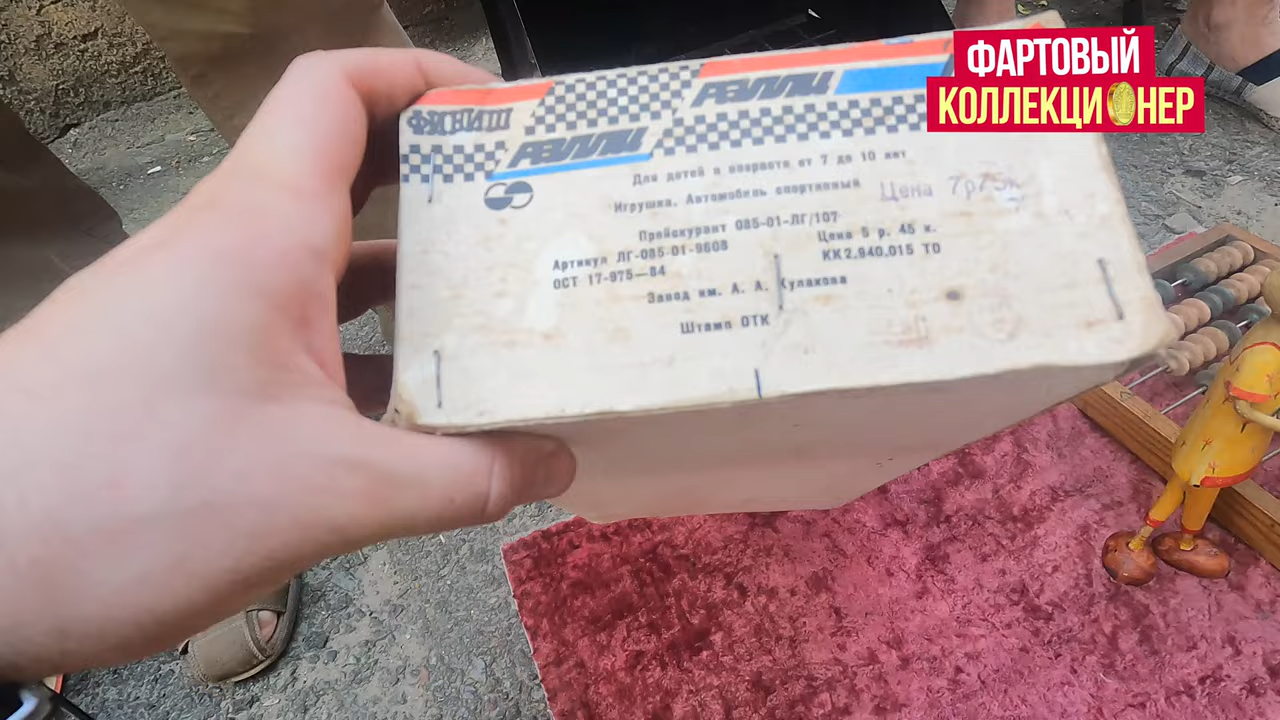 ФАРТОВЫЙ
КОЛЛЕКЦИОНЕР
ФИНИШ
РАЛЛИ
РАЛЛИ
Для детей в возрасте от 7 до 10 лет
Игрушка. Автомобиль спортивный
Цена 7р75к
Прейскурант 085-01-ЛГ/107
Артикул ЛГ-085-01-9608 Цена 5 р. 45 к.
ОСТ 17-975—84 КК2.940.015 ТО
Завод им. А. А. Кулакова
Штамп ОТК